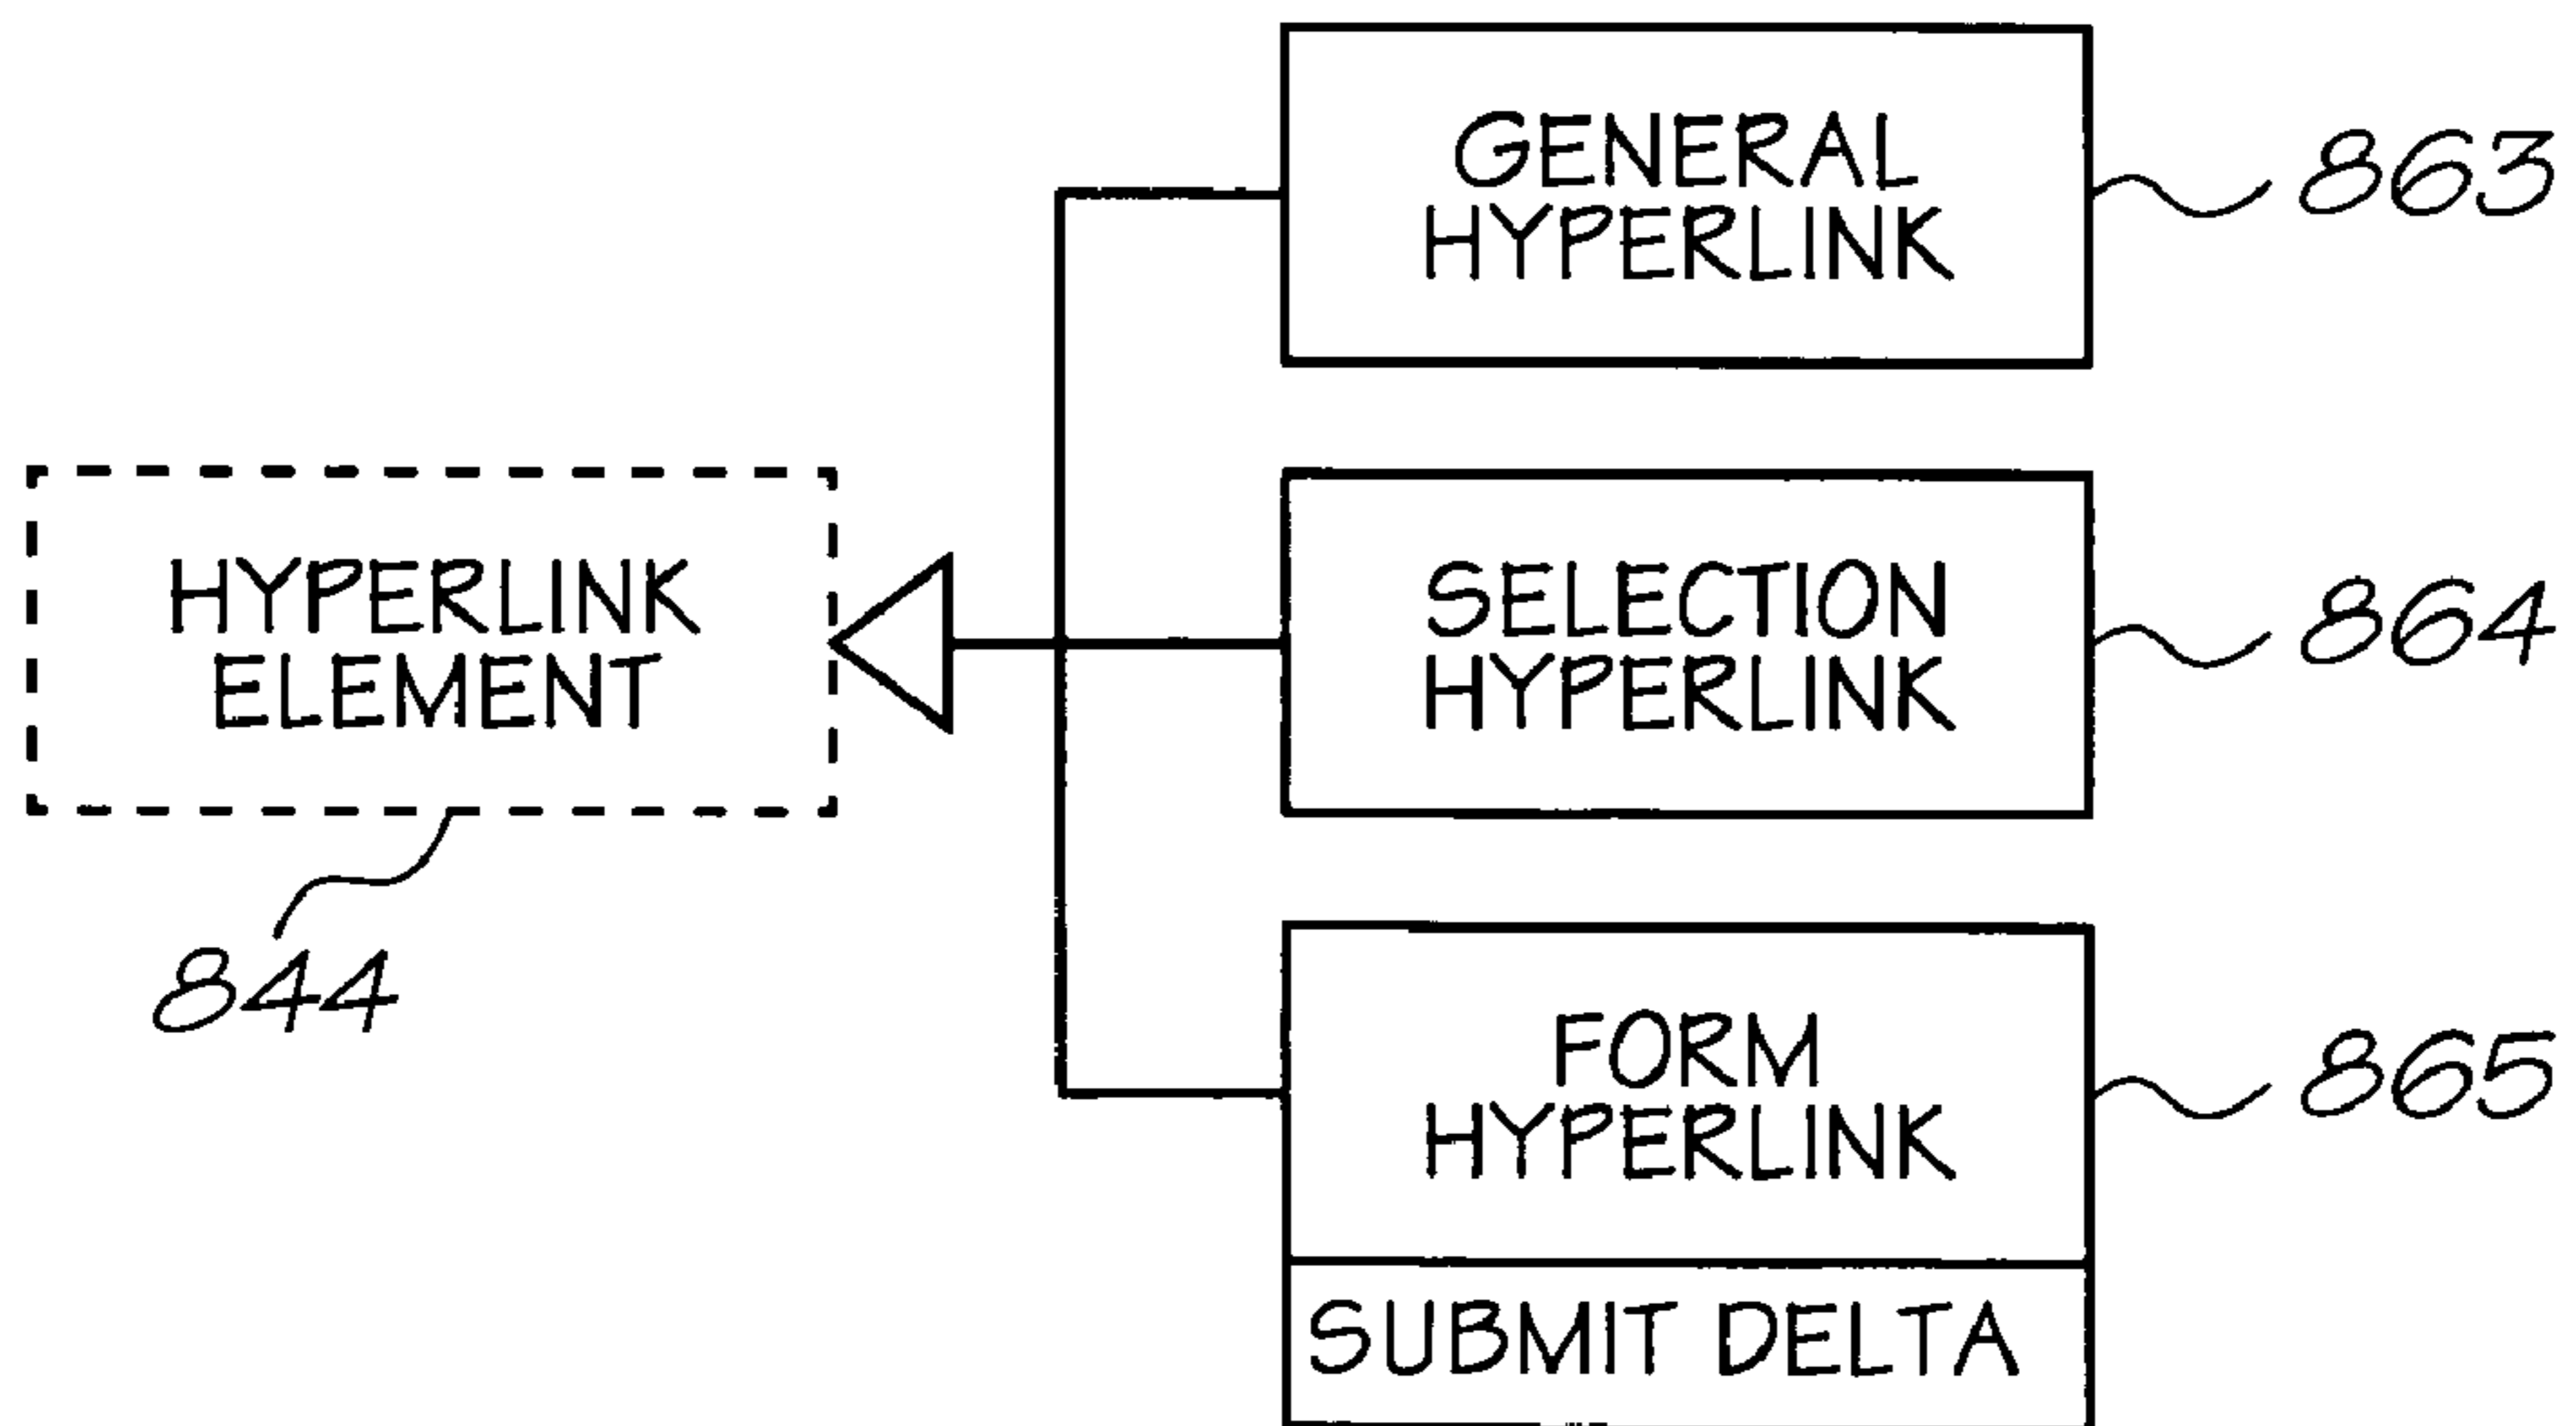 GENERAL
HYPERLINK
863
HYPERLINK
ELEMENT
844
SELECTION
HYPERLINK
864
FORM
HYPERLINK
865
SUBMIT DELTA